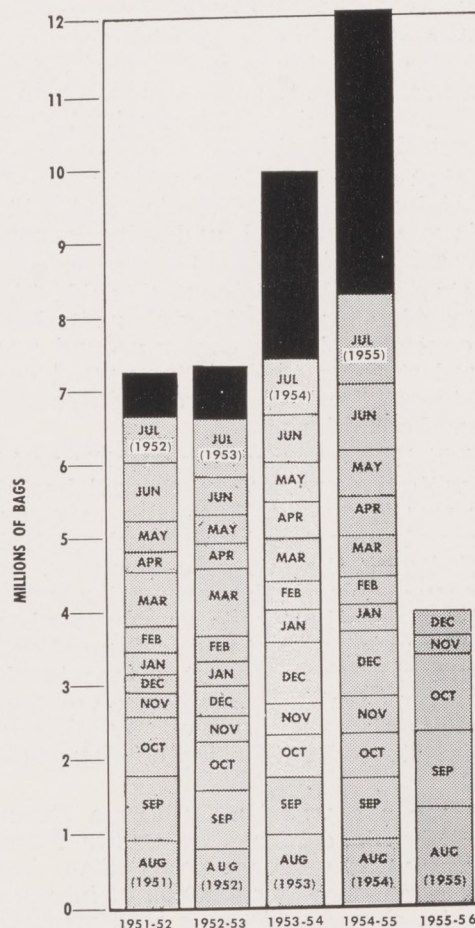 12
11
10
9
8
7
6
5
4
3
2
1
0
MILLIONS OF BAGS
JUL
(1952)
JUN
MAY
APR
MAR
FEB
JAN
DEC
NOV
OCT
SEP
AUG
(1951)
JUL
(1953)
JUN
MAY
APR
MAR
FEB
JAN
DEC
NOV
OCT
SEP
AUG
(1952)
JUL
(1954)
JUN
MAY
APR
MAR
FEB
JAN
DEC
NOV
OCT
SEP
AUG
(1953)
JUL
(1955)
JUN
MAY
APR
MAR
FEB
JAN
DEC
NOV
OCT
SEP
AUG
(1954)
DEC
NOV
OCT
SEP
AUG
(1955)
1951-52 1952-53 1953-54 1954-55 1955-56